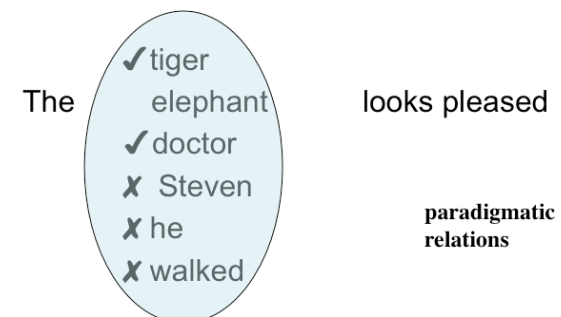 ✓ tiger
The elephant looks pleased
✓ doctor
✗ Steven
✗ he
✗ walked
paradigmatic
relations